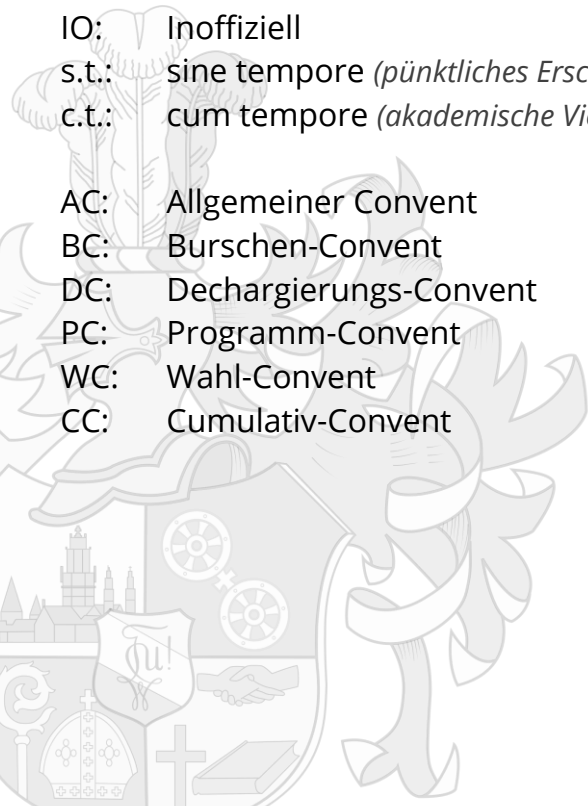 IO: Inoffiziell
s.t.: sine tempore (pünktliches
c.t.: cum tempore (akademische
AC: Allgemeiner Convent
BC: Burschen-Convent
DC: Dechargierungs-Convent
PC: Programm-Convent
WC: Wahl-Convent
CC: Cumulativ-Convent